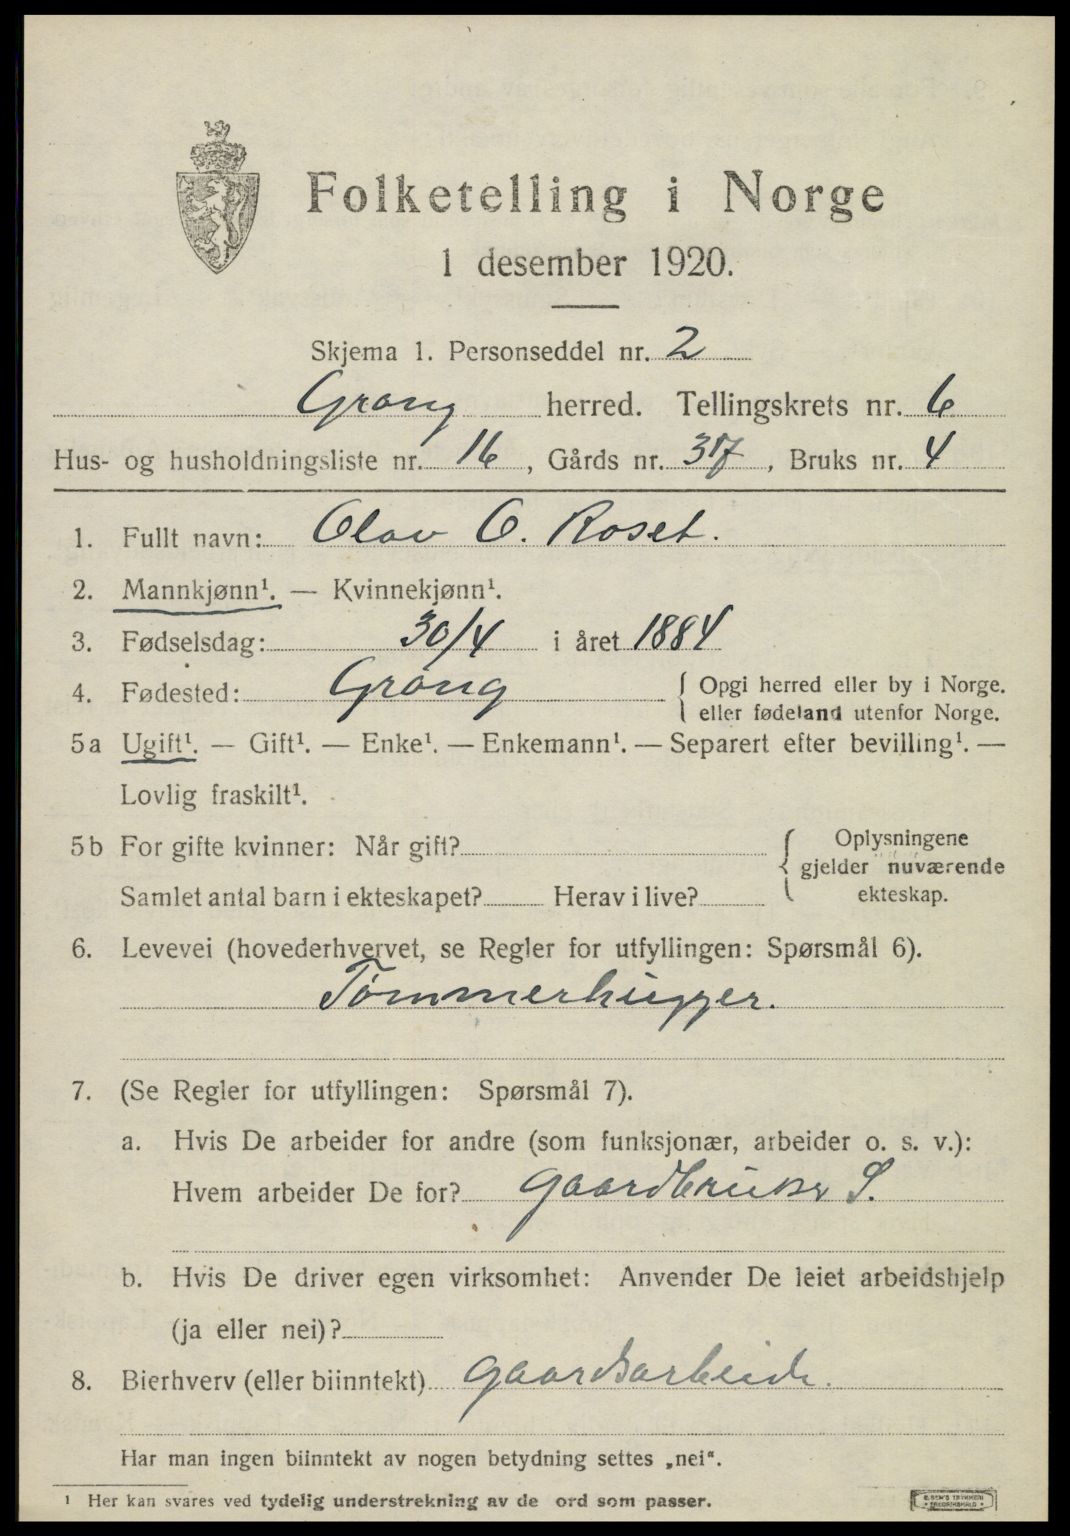 Folketelling i Norge
1 desember 1920.
Skjema 1. Personseddel nr. 2
Grong herred. Tellingskrets nr. 6
Hus- og husholdningsliste nr. 16, Gårds nr. 37, Bruks nr. 4
1. Fullt navn: Olav O. Roset.
2. Mannkjønn¹. — Kvinnekjønn¹.
3. Fødselsdag: 30/4 i året 1884
4. Fødested: Grong { Opgi herred eller by i Norge.
eller fødeland utenfor Norge.
5a Ugift¹. — Gift¹. — Enke¹. — Enkemann¹. — Separert efter bevilling¹. —
Lovlig fraskilt¹.
5b For gifte kvinner: Når gift? { Oplysningene
gjelder nuværende
ekteskap.
Samlet antal barn i ekteskapet? Herav i live?
6. Levevei (hovederhvervet, se Regler for utfyllingen: Spørsmål 6).
Tømmerhugger.
7. (Se Regler for utfyllingen: Spørsmål 7).
a. Hvis De arbeider for andre (som funksjonær, arbeider o. s. v.):
Hvem arbeider De for? Gaardbruker S.
b. Hvis De driver egen virksomhet: Anvender De leiet arbeidshjelp
(ja eller nei)?
8. Bierhverv (eller biinntekt) Gaardsarbeide.
Har man ingen biinntekt av nogen betydning settes „nei“.
¹ Her kan svares ved tydelig understrekning av de ord som passer.